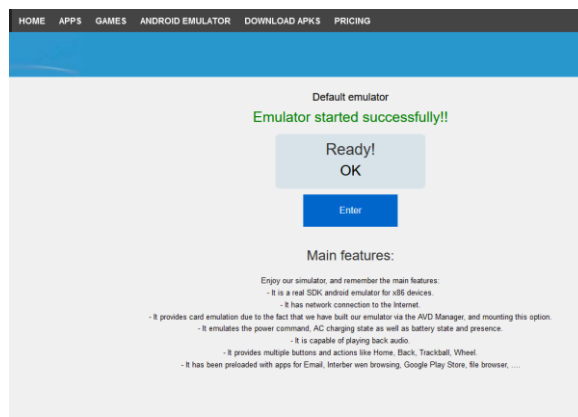 HOME APPS GAMES ANDROID EMULATOR DOWNLOAD APKS PRICING
Default emulator
Emulator started successfully!!
Ready!
OK
Enter
Main features:
Enjoy our simulator, and remember the main features:
- It is a real SDK android emulator for x86 devices.
- It has network connection to the Internet.
- It provides card emulation due to the fact that we have built our emulator via the AVD Manager, and mounting this option.
- It emulates the power command, AC charging state as well as battery state and presence.
- It is capable of playing back audio.
- It provides multiple buttons and actions like Home, Back, Trackball, Wheel.
- It has been preloaded with apps for Email, Interber wen browsing, Google Play Store, file browser, ....